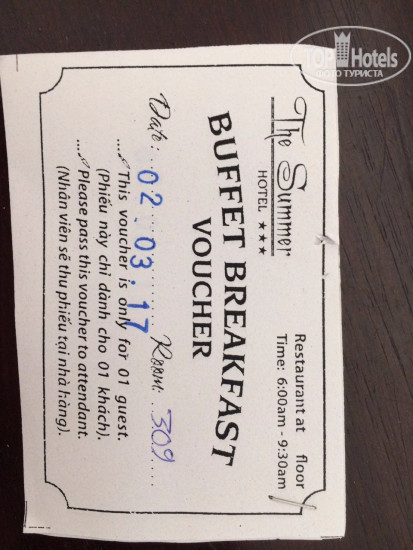 The Summer
HOTEL ★★★
Restaurant at floor
Time: 6:00am - 9:30am
BUFFET BREAKFAST
VOUCHER
Date: 02.03.17 Room: 309
....This voucher is only for 01 guest.
(Phiếu này chỉ dành cho 01 khách).
....Please pass this voucher to attendant.
(Nhân viên sẽ thu phiếu tại nhà hàng).
TopHotels
ФОТО ТУРИСТА